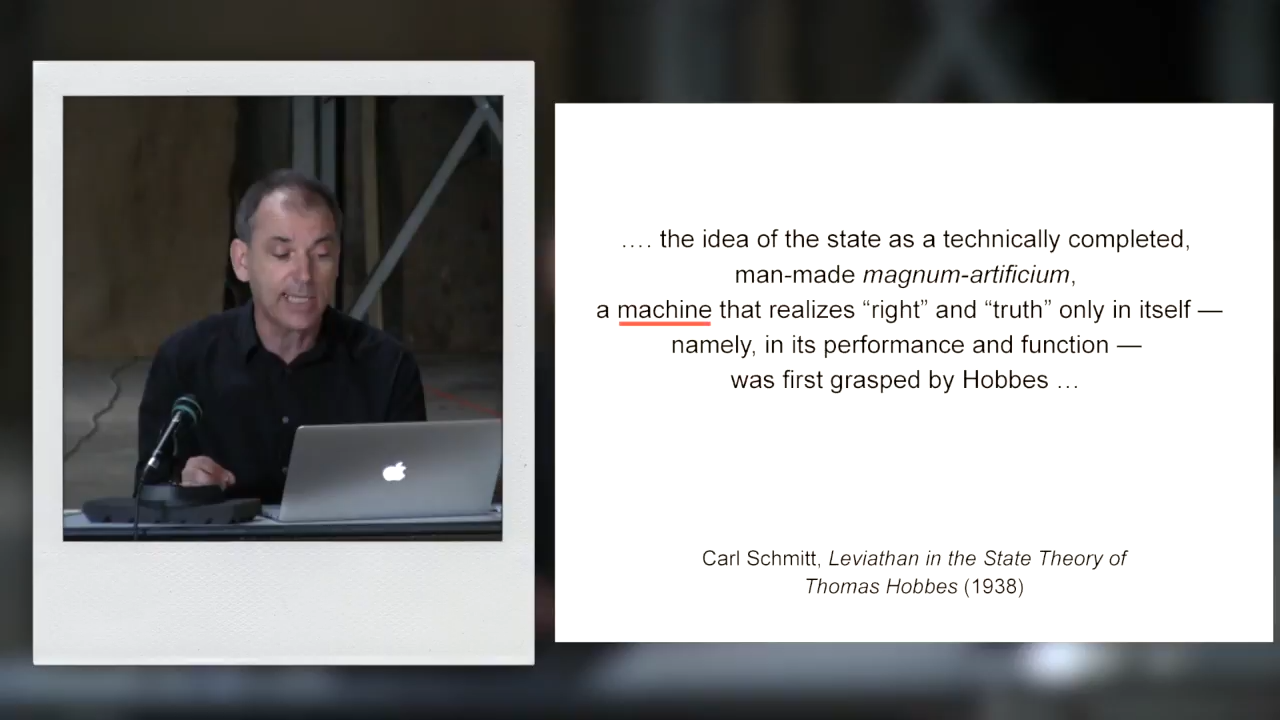 …. the idea of the state as a technically completed,
man-made magnum-artificium,
a machine that realizes “right” and “truth” only in itself —
namely, in its performance and function —
was first grasped by Hobbes …
Carl Schmitt, Leviathan in the State Theory of
Thomas Hobbes (1938)